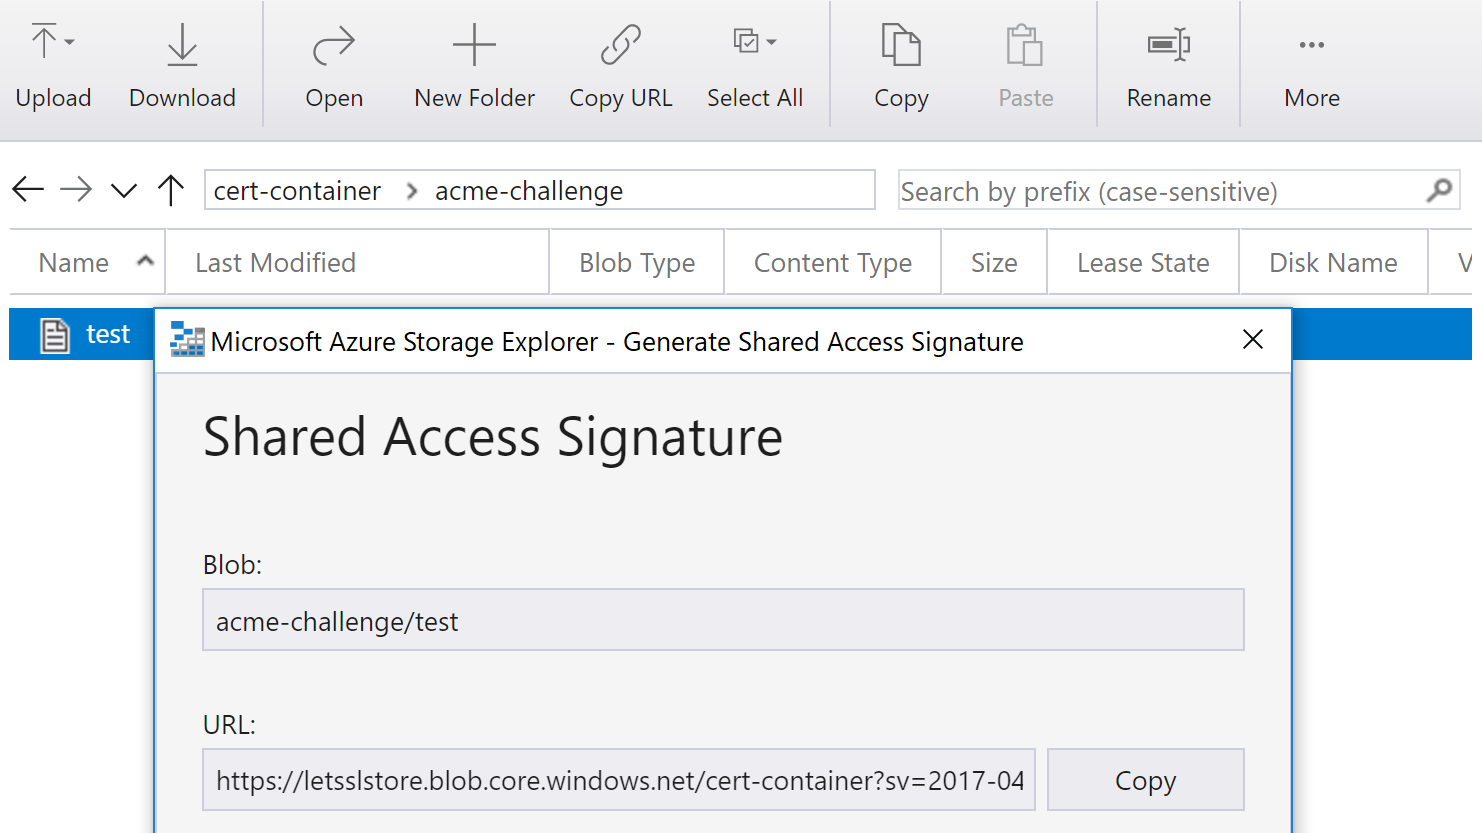 Upload Download Open New Folder Copy URL Select All Copy Paste Rename More
cert-container > acme-challenge Search by prefix (case-sensitive)
Name Last Modified Blob Type Content Type Size Lease State Disk Name
test
Microsoft Azure Storage Explorer - Generate Shared Access Signature
Shared Access Signature
Blob:
acme-challenge/test
URL:
https://letsslstore.blob.core.windows.net/cert-container?sv=2017-04 Copy